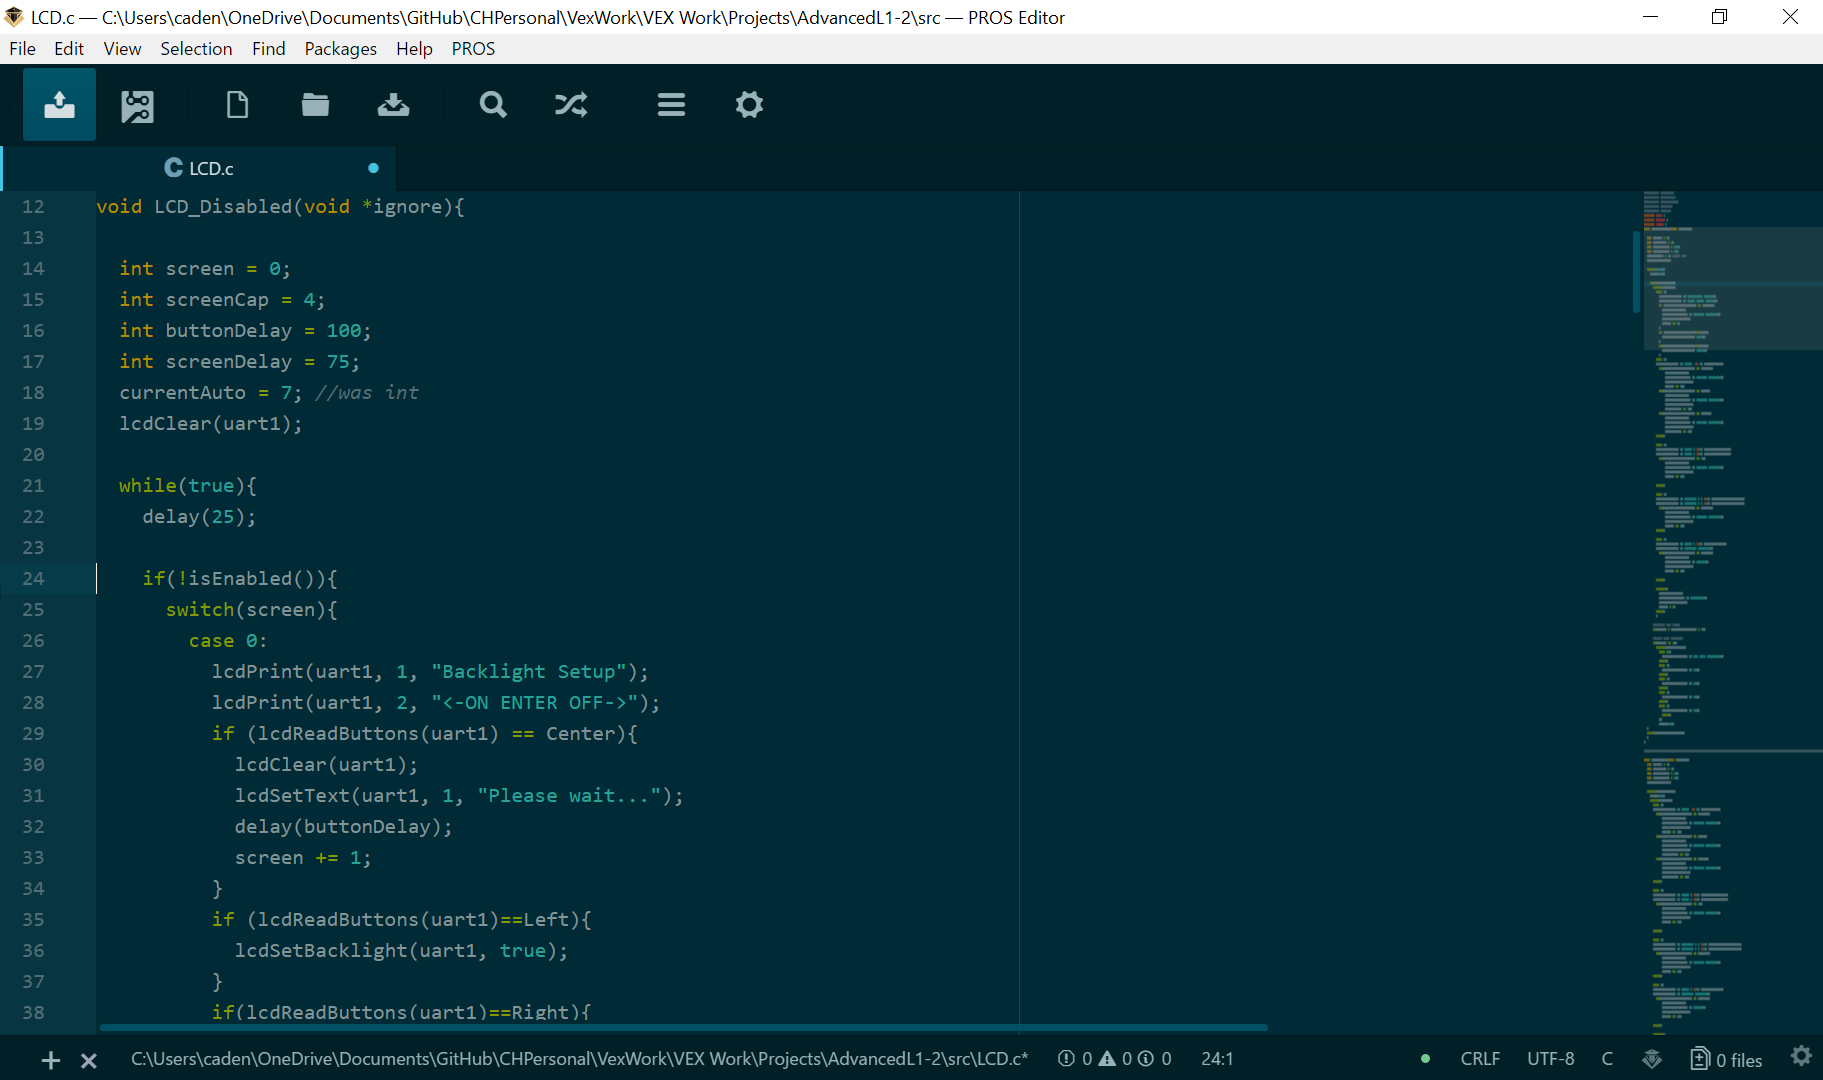 LCD.c — C:\Users\caden\OneDrive\Documents\GitHub\CHPersonal\VexWork\VEX Work\Projects\AdvancedL1-2\src — PROS Editor
File Edit View Selection Find Packages Help PROS
C LCD.c
12 void LCD_Disabled(void *ignore){
13
14 int screen = 0;
15 int screenCap = 4;
16 int buttonDelay = 100;
17 int screenDelay = 75;
18 currentAuto = 7; //was int
19 lcdClear(uart1);
20
21 while(true){
22 delay(25);
23
24 if(!isEnabled()){
25 switch(screen){
26 case 0:
27 lcdPrint(uart1, 1, "Backlight Setup");
28 lcdPrint(uart1, 2, "<-ON ENTER OFF->");
29 if (lcdReadButtons(uart1) == Center){
30 lcdClear(uart1);
31 lcdSetText(uart1, 1, "Please wait...");
32 delay(buttonDelay);
33 screen += 1;
34 }
35 if (lcdReadButtons(uart1)==Left){
36 lcdSetBacklight(uart1, true);
37 }
38 if(lcdReadButtons(uart1)==Right){
C:\Users\caden\OneDrive\Documents\GitHub\CHPersonal\VexWork\VEX Work\Projects\AdvancedL1-2\src\LCD.c* 0 0 0 24:1 CRLF UTF-8 C 0 files